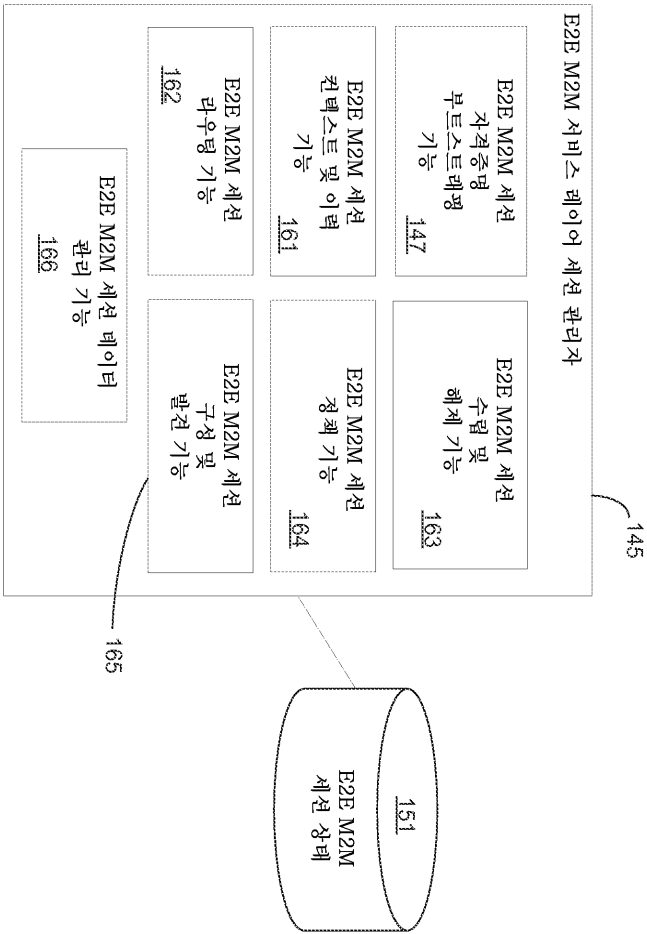 E2E M2M 서비스 레이어 세션 관리자
145
E2E M2M 세션
자격증명
부트스트래핑
기능
147
E2E M2M 세션
수립 및
해제 기능
163
E2E M2M 세션
컨텍스트 및 이력
기능
161
E2E M2M 세션
정책 기능
164
E2E M2M 세션
라우팅 기능
162
E2E M2M 세션
구성 및
발견 기능
165
E2E M2M 세션 데이터
관리 기능
166
151
E2E M2M
세션 상태